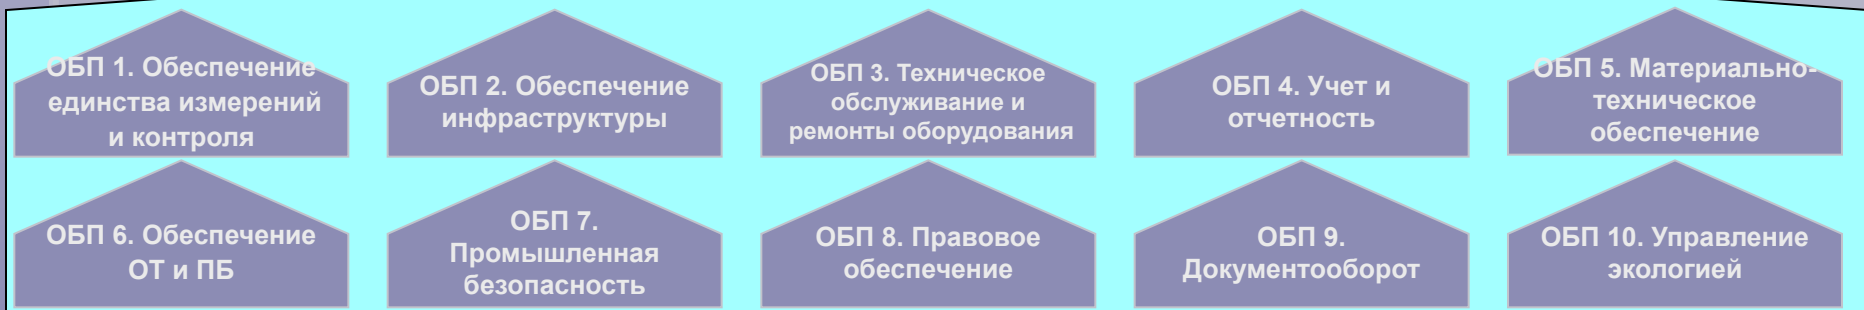 ОБП 1. Обеспечение
единства измерений
и контроля
ОБП 2. Обеспечение
инфраструктуры
ОБП 3. Техническое
обслуживание и
ремонты оборудования
ОБП 4. Учет и
отчетность
ОБП 5. Материально-
техническое
обеспечение
ОБП 6. Обеспечение
ОТ и ПБ
ОБП 7.
Промышленная
безопасность
ОБП 8. Правовое
обеспечение
ОБП 9.
Документооборот
ОБП 10. Управление
экологией